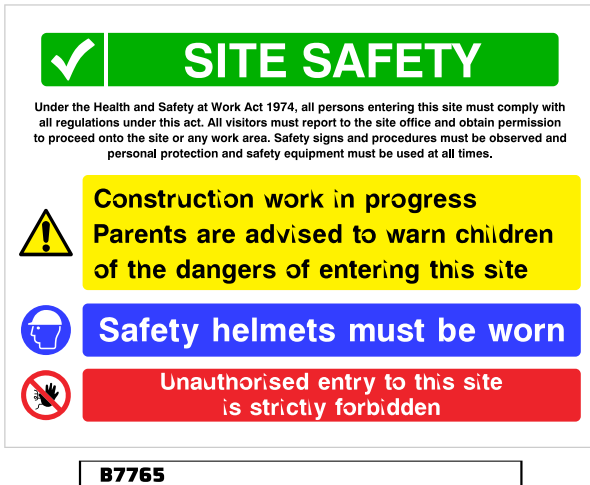 SITE SAFETY
Under the Health and Safety at Work Act 1974, all persons entering this site must comply with
all regulations under this act. All visitors must report to the site office and obtain permission
to proceed onto the site or any work area. Safety signs and procedures must be observed and
personal protection and safety equipment must be used at all times.
Construction work in progress
Parents are advised to warn children
of the dangers of entering this site
Safety helmets must be worn
Unauthorised entry to this site
is strictly forbidden
B7765